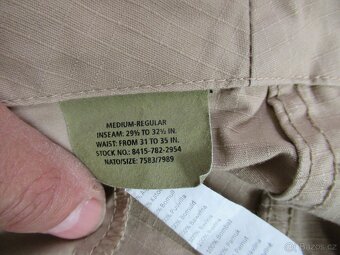 MEDIUM-REGULAR
INSEAM: 29½ TO 32½ IN.
WAIST: FROM 31 TO 35 IN.
STOCK NO.: 8415-782-2954
NATO/SIZE: 7583/7989